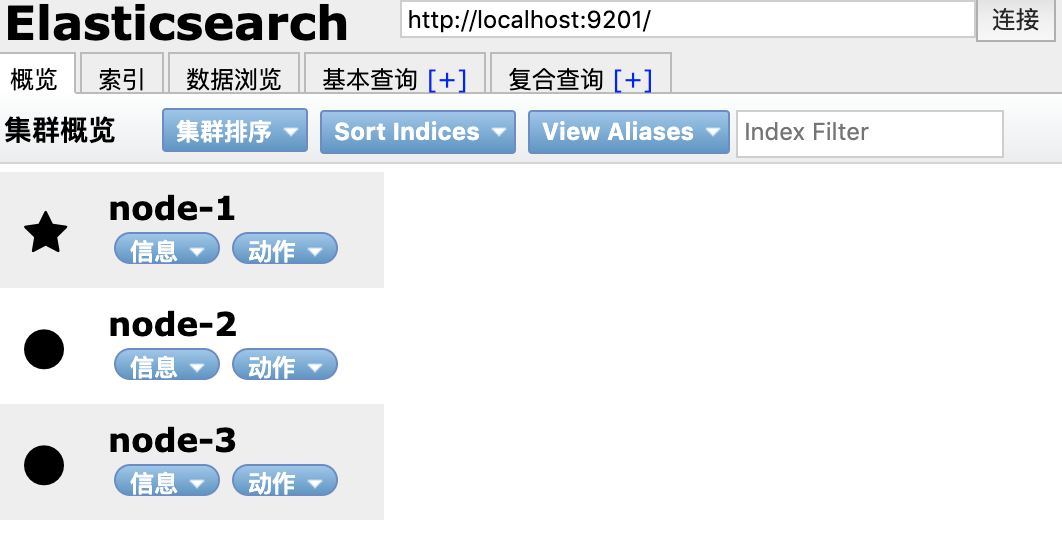 Elasticsearch http://localhost:9201/ 连接
概览 索引 数据浏览 基本查询 [+] 复合查询 [+]
集群概览 集群排序 Sort Indices View Aliases Index Filter
node-1
信息 动作
node-2
信息 动作
node-3
信息 动作